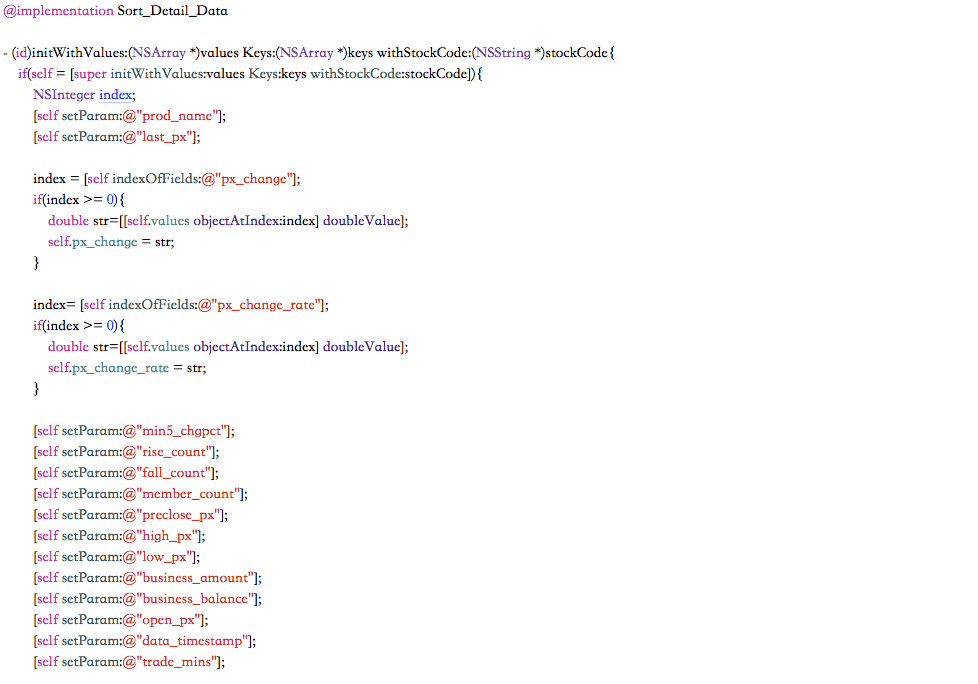 @implementation Sort_Detail_Data
- (id)initWithValues:(NSArray *)values Keys:(NSArray *)keys withStockCode:(NSString *)stockCode{
if(self = [super initWithValues:values Keys:keys withStockCode:stockCode]){
NSInteger index;
[self setParam:@"prod_name"];
[self setParam:@"last_px"];
index = [self indexOfFields:@"px_change"];
if(index >= 0){
double str=[[self.values objectAtIndex:index] doubleValue];
self.px_change = str;
}
index= [self indexOfFields:@"px_change_rate"];
if(index >= 0){
double str=[[self.values objectAtIndex:index] doubleValue];
self.px_change_rate = str;
}
[self setParam:@"min5_chgpct"];
[self setParam:@"rise_count"];
[self setParam:@"fall_count"];
[self setParam:@"member_count"];
[self setParam:@"preclose_px"];
[self setParam:@"high_px"];
[self setParam:@"low_px"];
[self setParam:@"business_amount"];
[self setParam:@"business_balance"];
[self setParam:@"open_px"];
[self setParam:@"data_timestamp"];
[self setParam:@"trade_mins"];